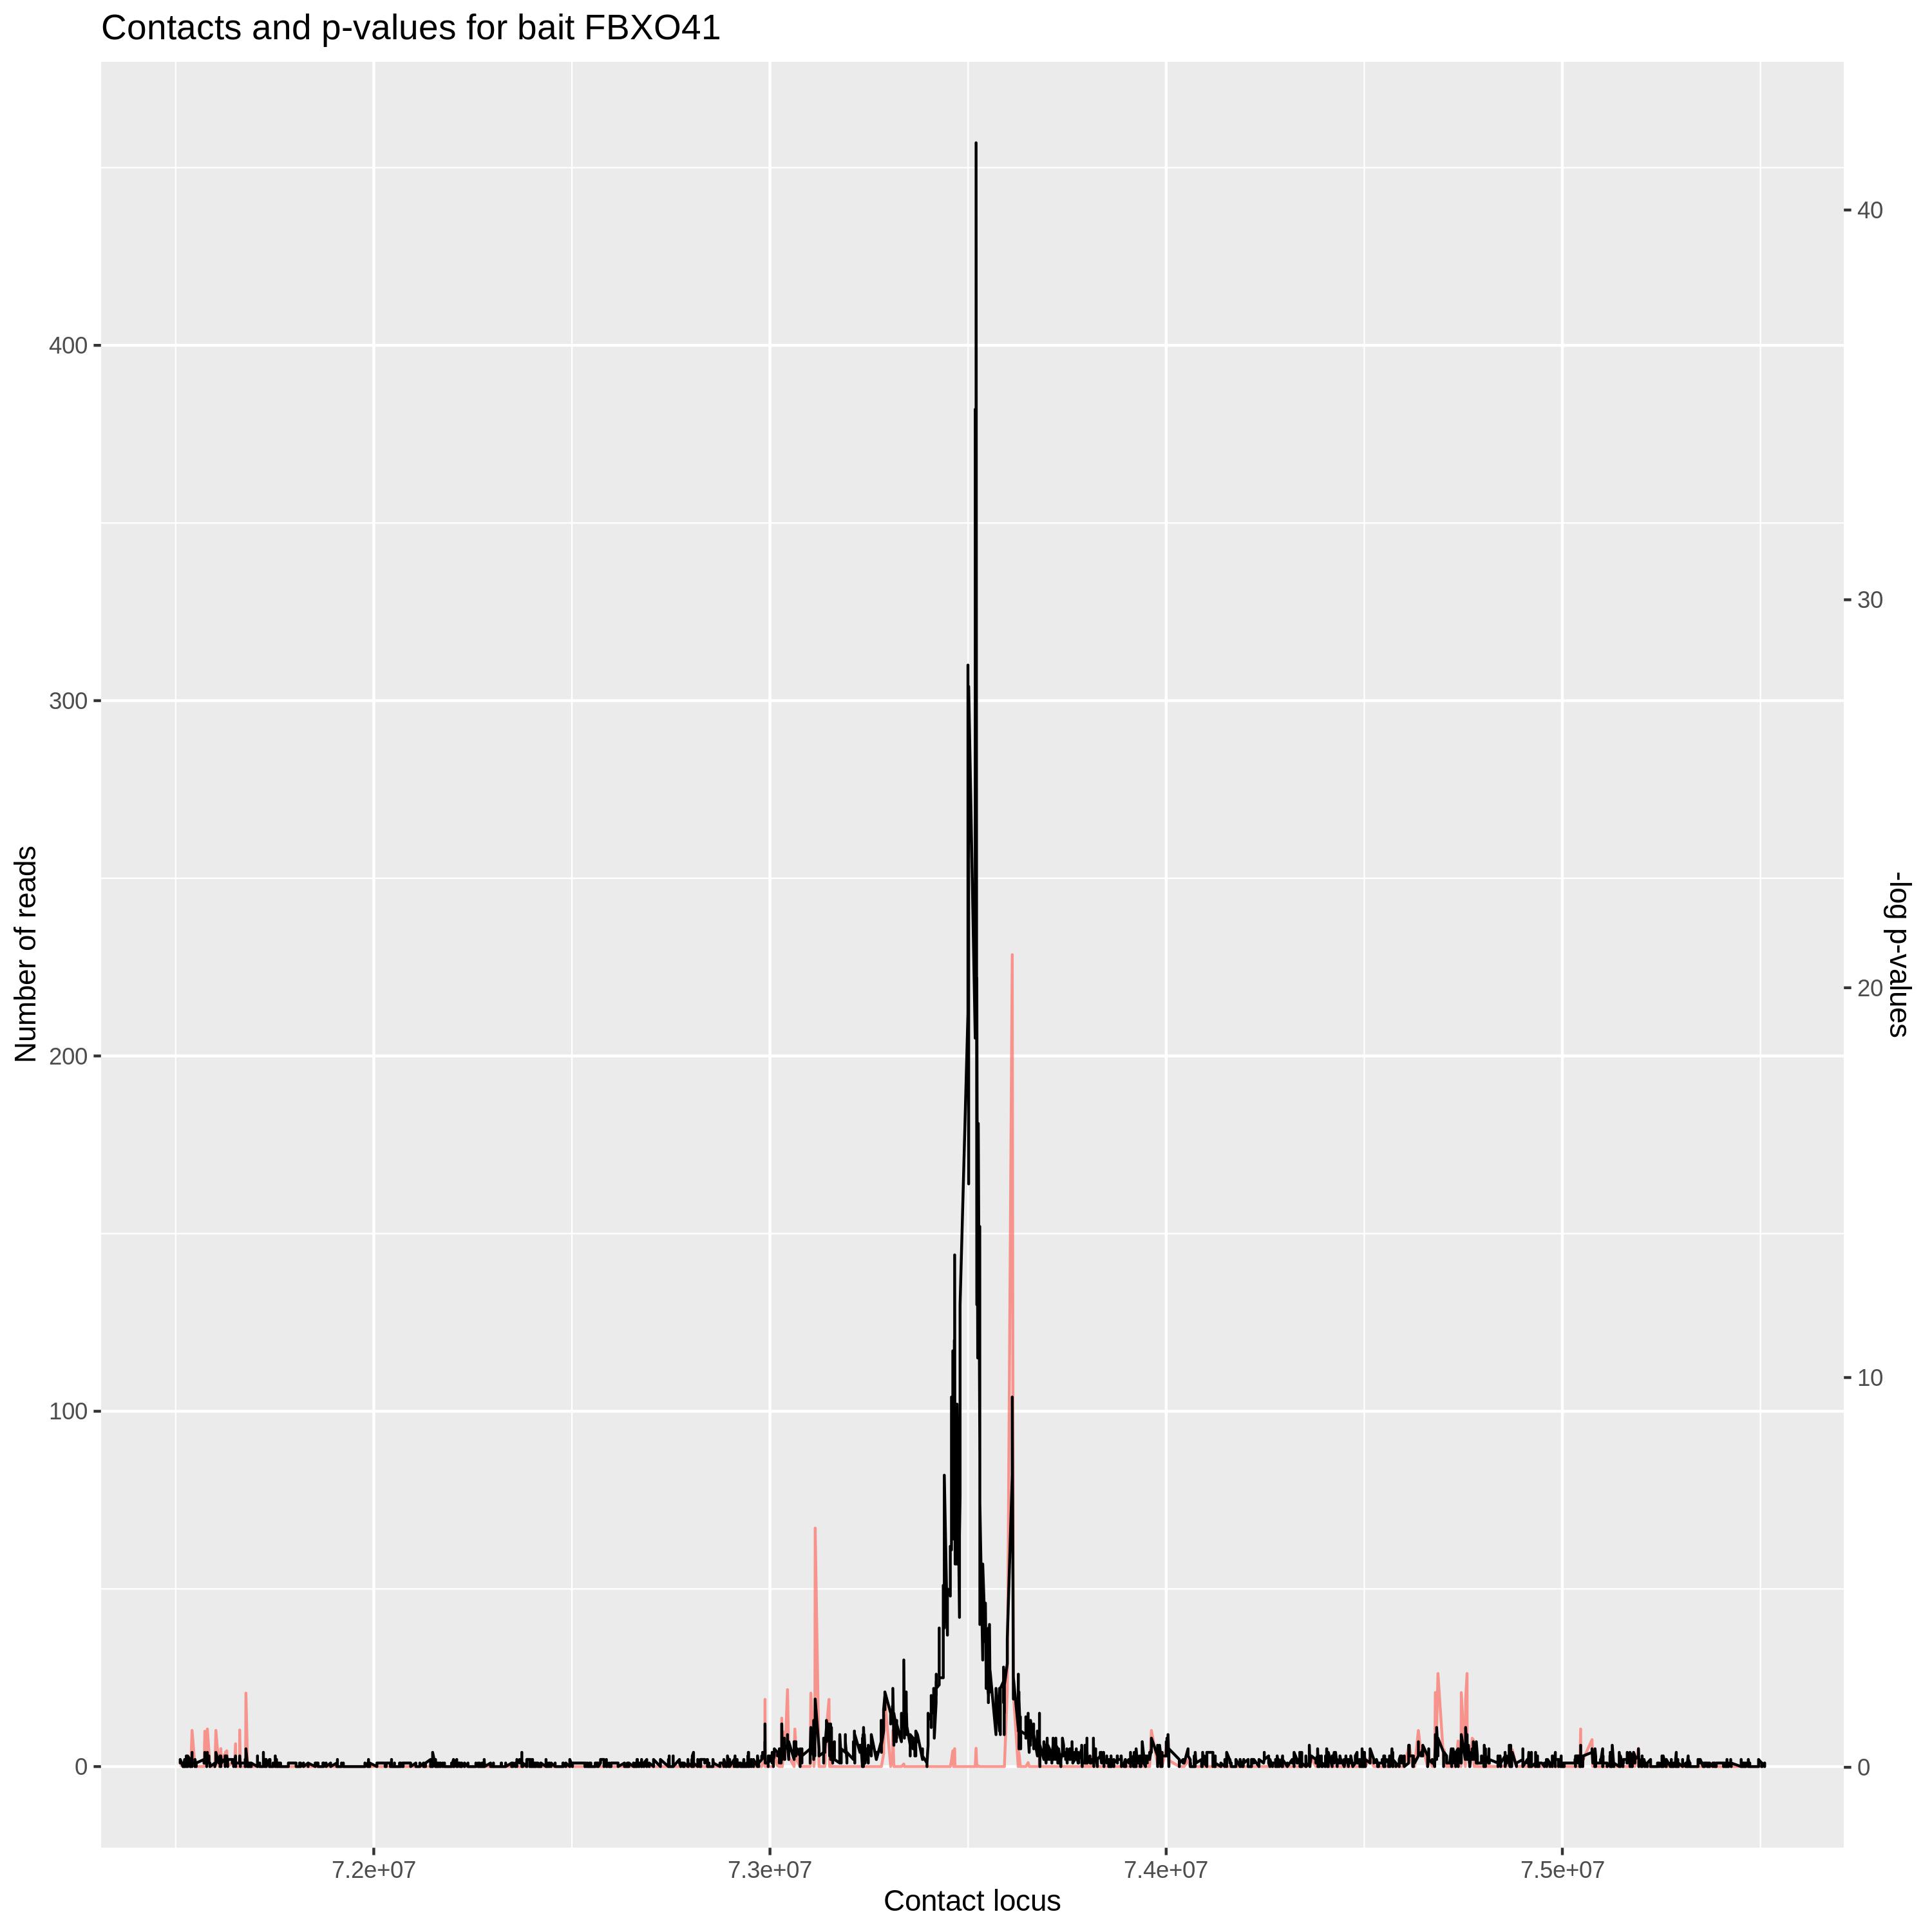 Contacts and p-values for bait FBXO41
Number of reads
400
300
200
100
0
40
30
20
10
0
-log p-values
7.2e+07
7.3e+07
7.4e+07
7.5e+07
Contact locus